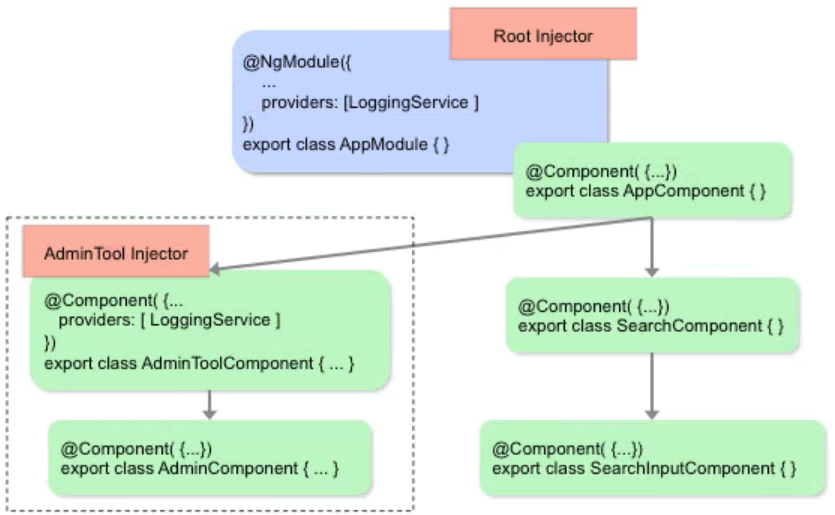 Root Injector
@NgModule({
...
providers: [LoggingService ]
})
export class AppModule { }
@Component( {...})
export class AppComponent { }
AdminTool Injector
@Component( {...
providers: [ LoggingService ]
})
export class AdminToolComponent { ... }
@Component( {...})
export class SearchComponent { }
@Component( {...})
export class AdminComponent { ... }
@Component( {...})
export class SearchInputComponent { }